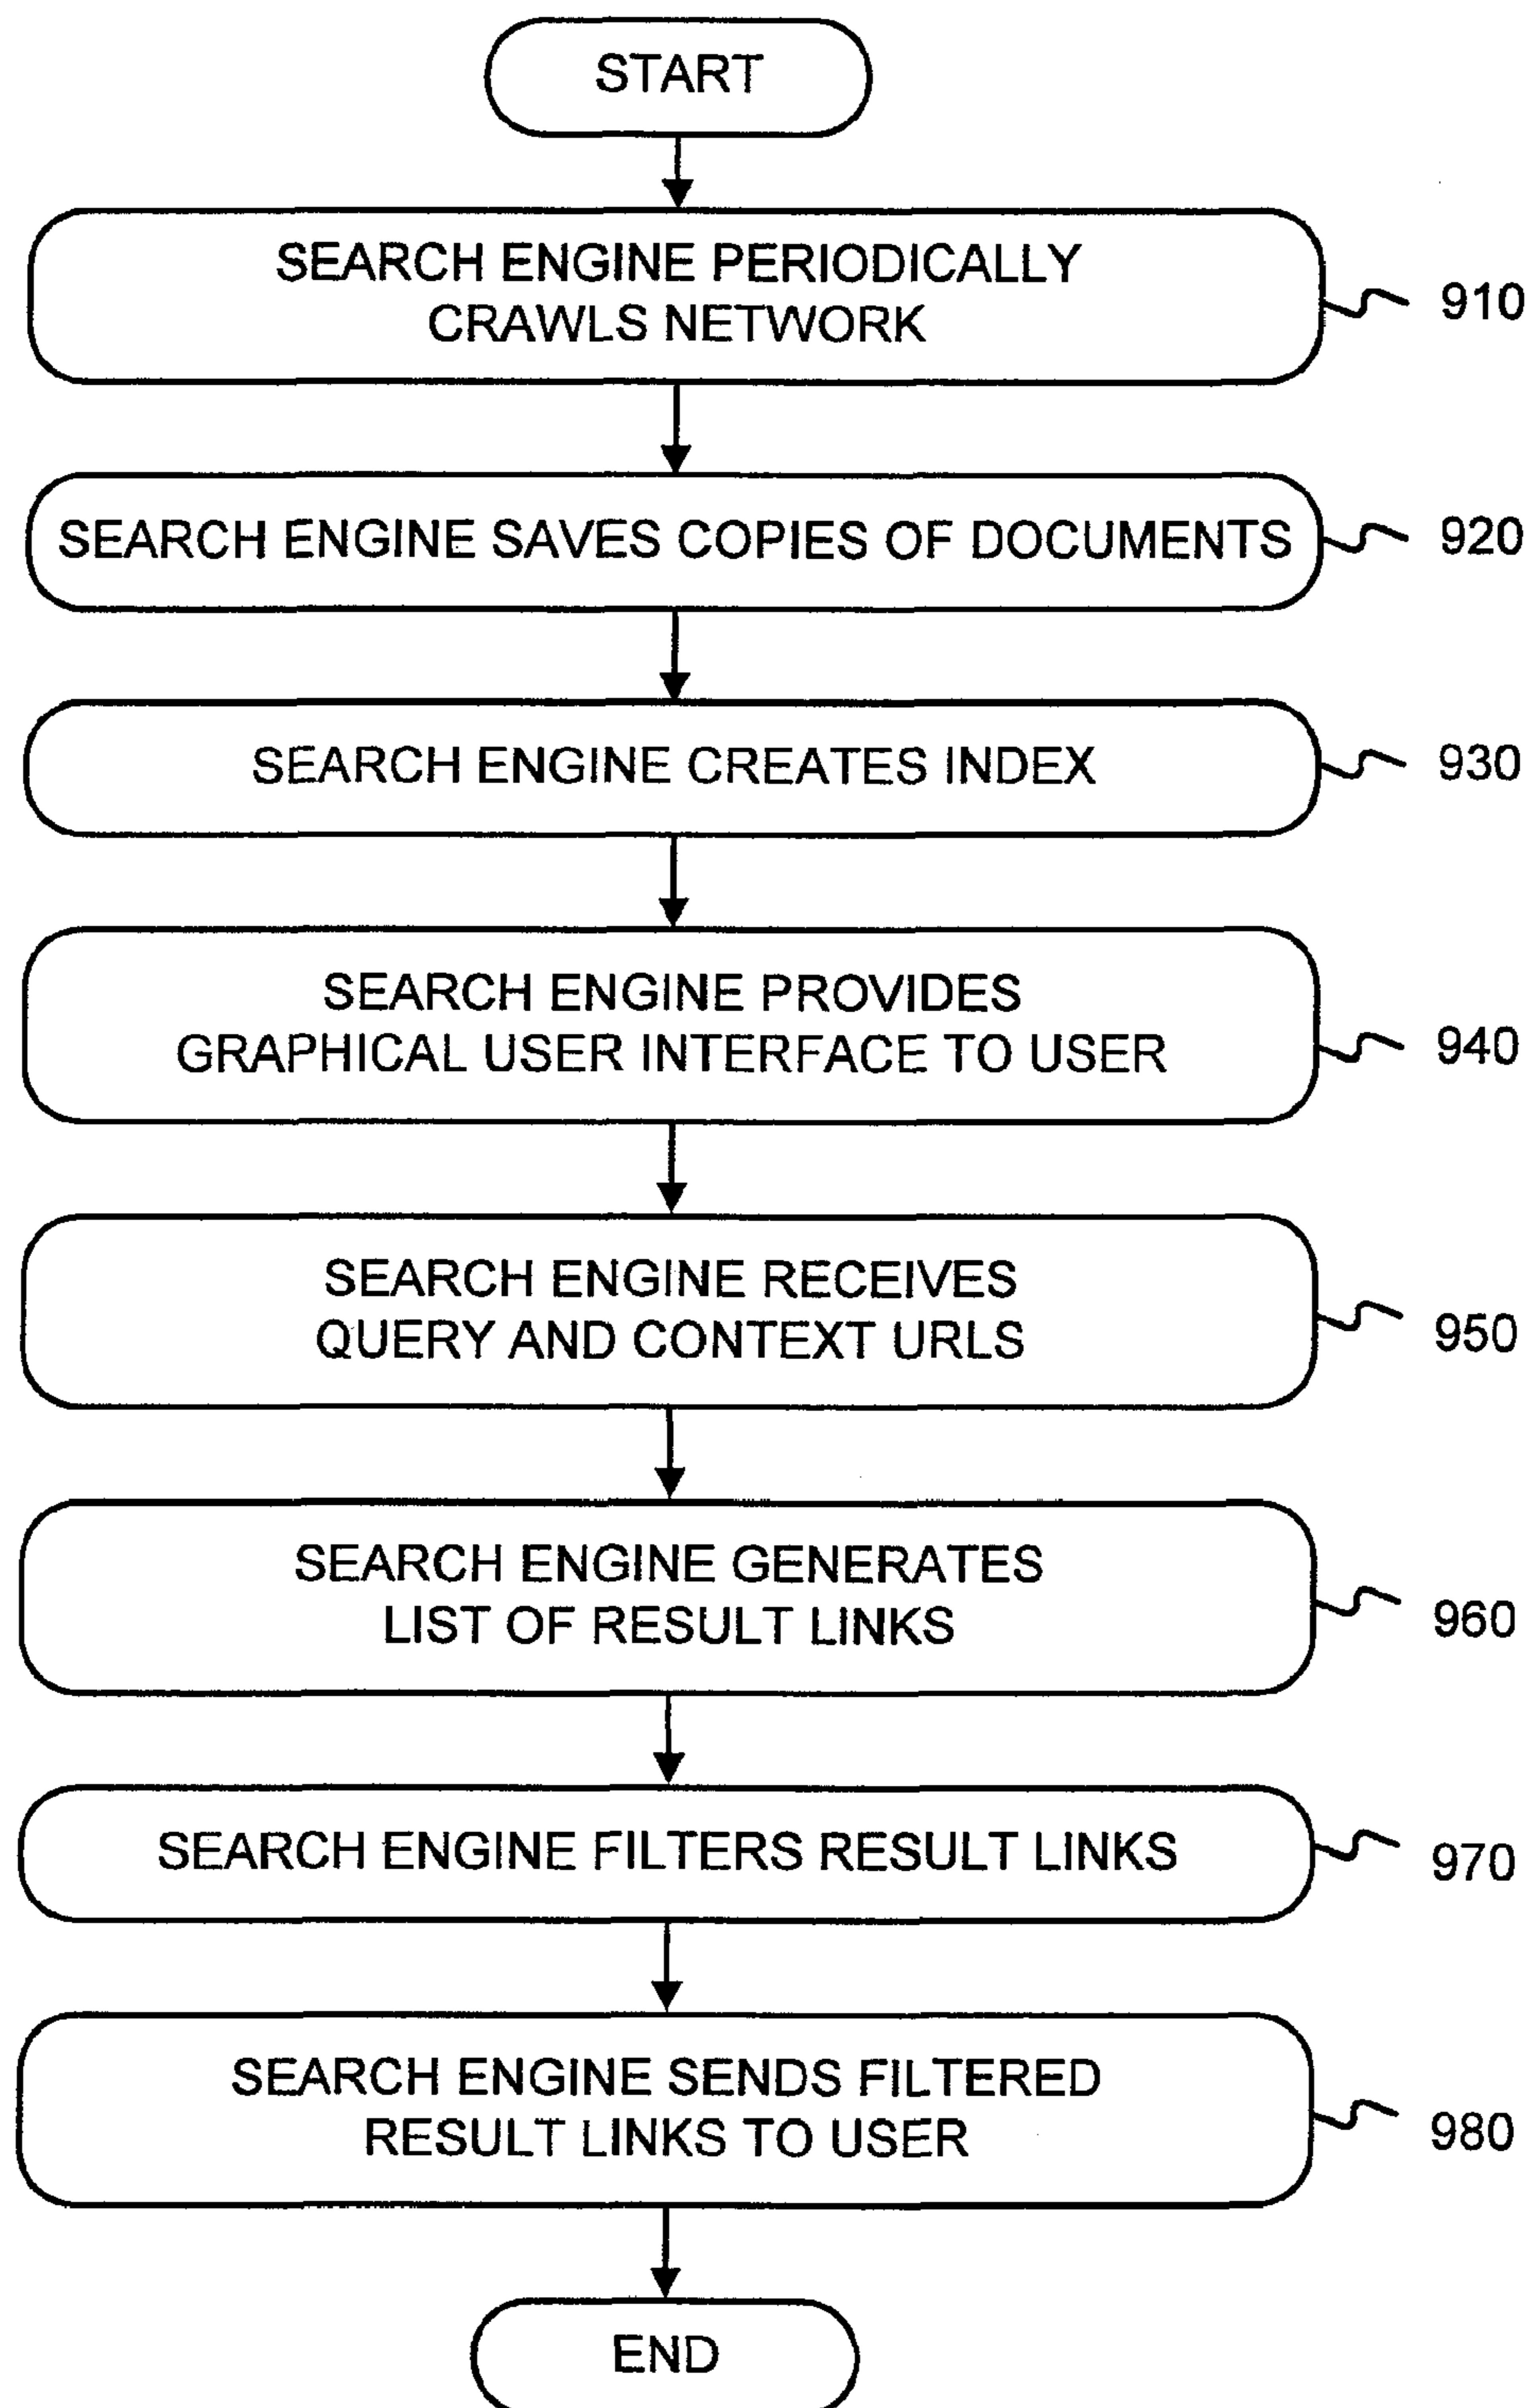 START
SEARCH ENGINE PERIODICALLY
CRAWLS NETWORK
910
SEARCH ENGINE SAVES COPIES OF DOCUMENTS
920
SEARCH ENGINE CREATES INDEX
930
SEARCH ENGINE PROVIDES
GRAPHICAL USER INTERFACE TO USER
940
SEARCH ENGINE RECEIVES
QUERY AND CONTEXT URLS
950
SEARCH ENGINE GENERATES
LIST OF RESULT LINKS
960
SEARCH ENGINE FILTERS RESULT LINKS
970
SEARCH ENGINE SENDS FILTERED
RESULT LINKS TO USER
980
END